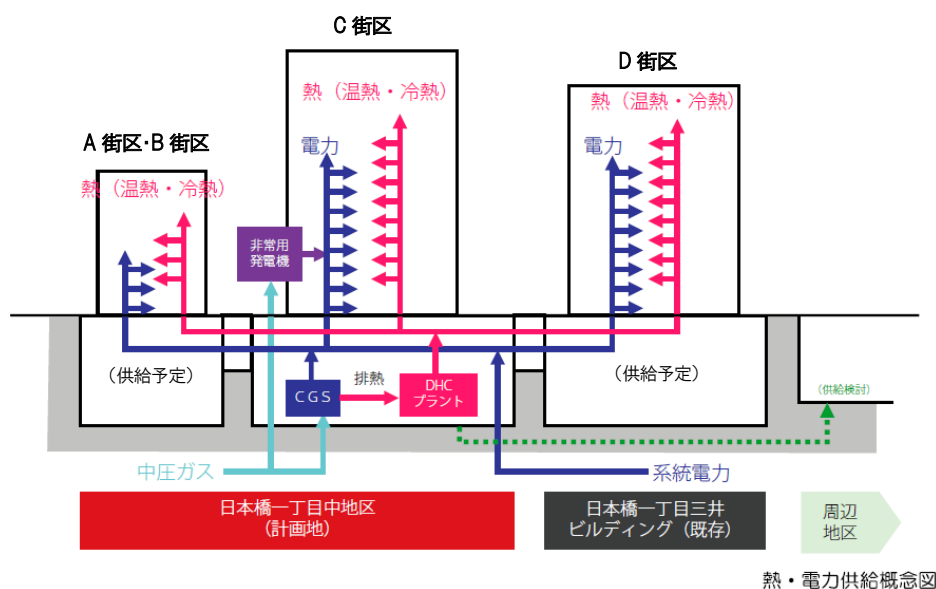 C 街区
D 街区
A 街区･B 街区
熱（温熱・冷熱）
電力
熱（温熱・冷熱）
電力
熱（温熱・冷熱）
非常用
発電機
（供給予定）
CGS
排熱
DHC
プラント
（供給予定）
（供給検討）
中圧ガス
系統電力
日本橋一丁目中地区
（計画地）
日本橋一丁目三井
ビルディング（既存）
周辺
地区
熱・電力供給概念図